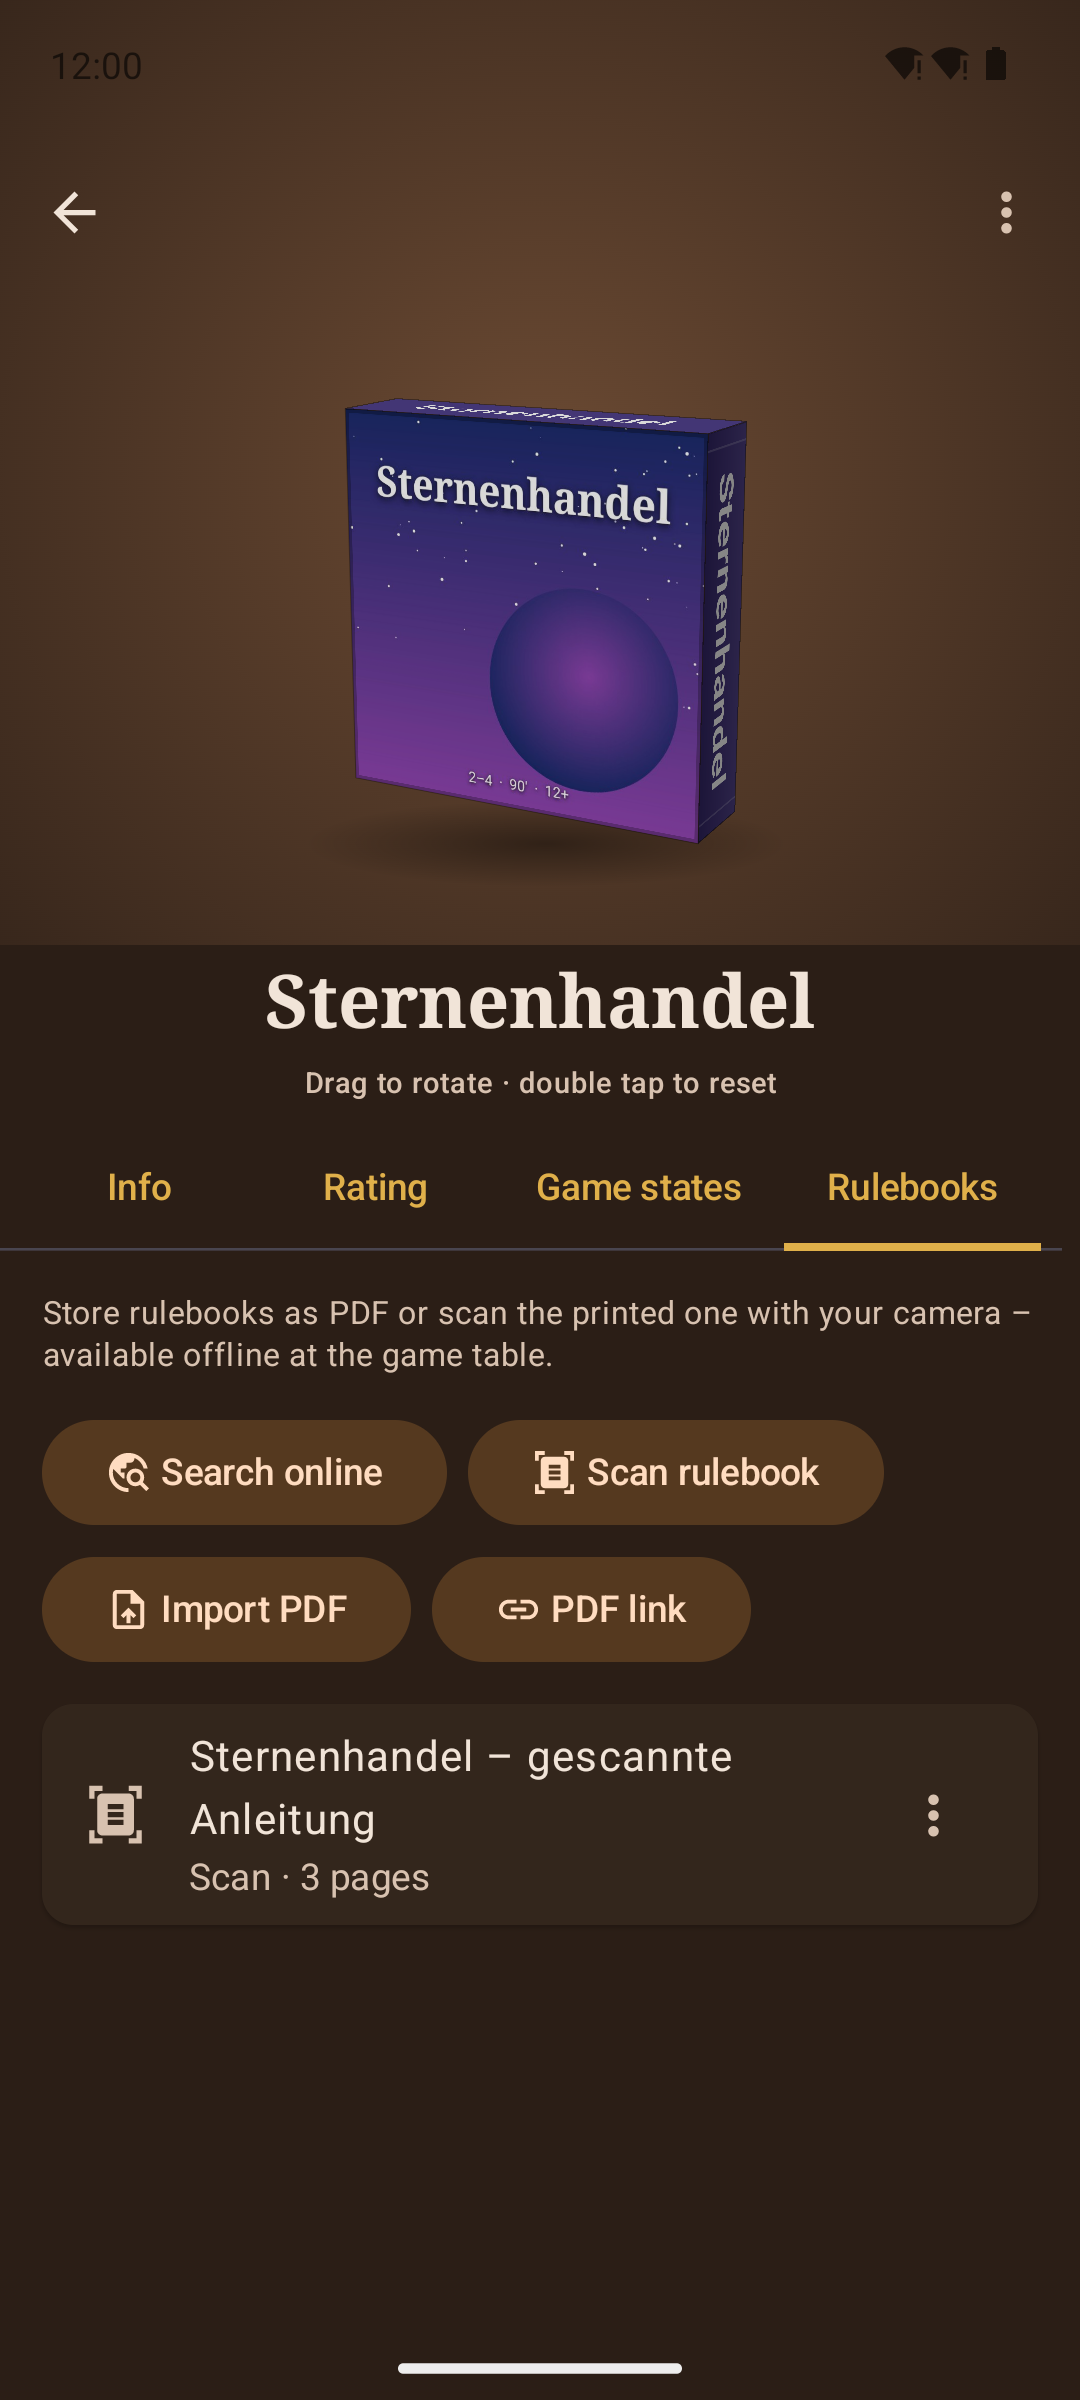 12:00
Sternenhandel
Sternenhandel
Sternenhandel
2–4 · 90' · 12+
Sternenhandel
Drag to rotate · double tap to reset
Info
Rating
Game states
Rulebooks
Store rulebooks as PDF or scan the printed one with your camera –
available offline at the game table.
Search online
Scan rulebook
Import PDF
PDF link
Sternenhandel – gescannte
Anleitung
Scan · 3 pages